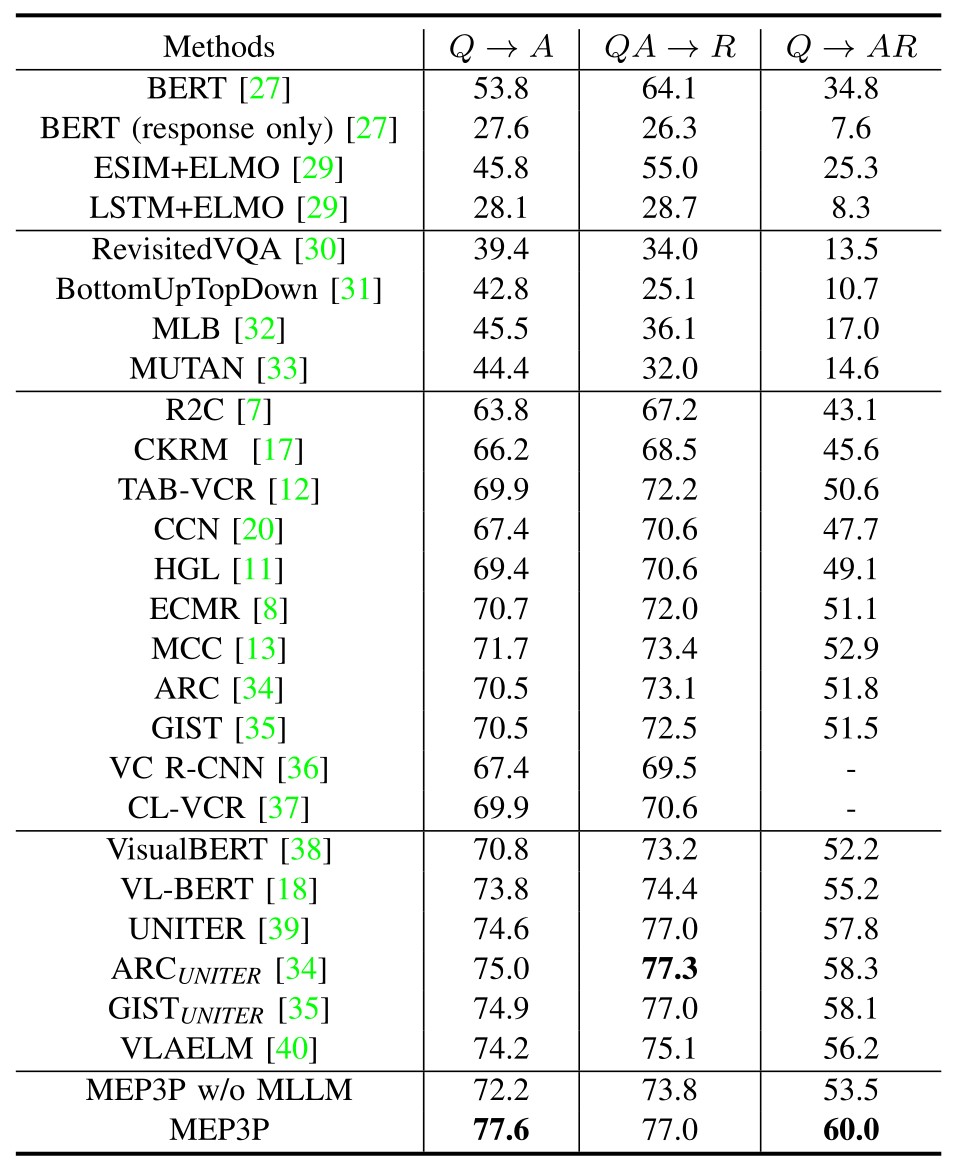 Methods Q → A QA → R Q → AR
BERT [27] 53.8 64.1 34.8
BERT (response only) [27] 27.6 26.3 7.6
ESIM+ELMO [29] 45.8 55.0 25.3
LSTM+ELMO [29] 28.1 28.7 8.3
RevisitedVQA [30] 39.4 34.0 13.5
BottomUpTopDown [31] 42.8 25.1 10.7
MLB [32] 45.5 36.1 17.0
MUTAN [33] 44.4 32.0 14.6
R2C [7] 63.8 67.2 43.1
CKRM [17] 66.2 68.5 45.6
TAB-VCR [12] 69.9 72.2 50.6
CCN [20] 67.4 70.6 47.7
HGL [11] 69.4 70.6 49.1
ECMR [8] 70.7 72.0 51.1
MCC [13] 71.7 73.4 52.9
ARC [34] 70.5 73.1 51.8
GIST [35] 70.5 72.5 51.5
VC R-CNN [36] 67.4 69.5 -
CL-VCR [37] 69.9 70.6 -
VisualBERT [38] 70.8 73.2 52.2
VL-BERT [18] 73.8 74.4 55.2
UNITER [39] 74.6 77.0 57.8
ARC UNITER [34] 75.0 77.3 58.3
GIST UNITER [35] 74.9 77.0 58.1
VLAELM [40] 74.2 75.1 56.2
MEP3P w/o MLLM 72.2 73.8 53.5
MEP3P 77.6 77.0 60.0